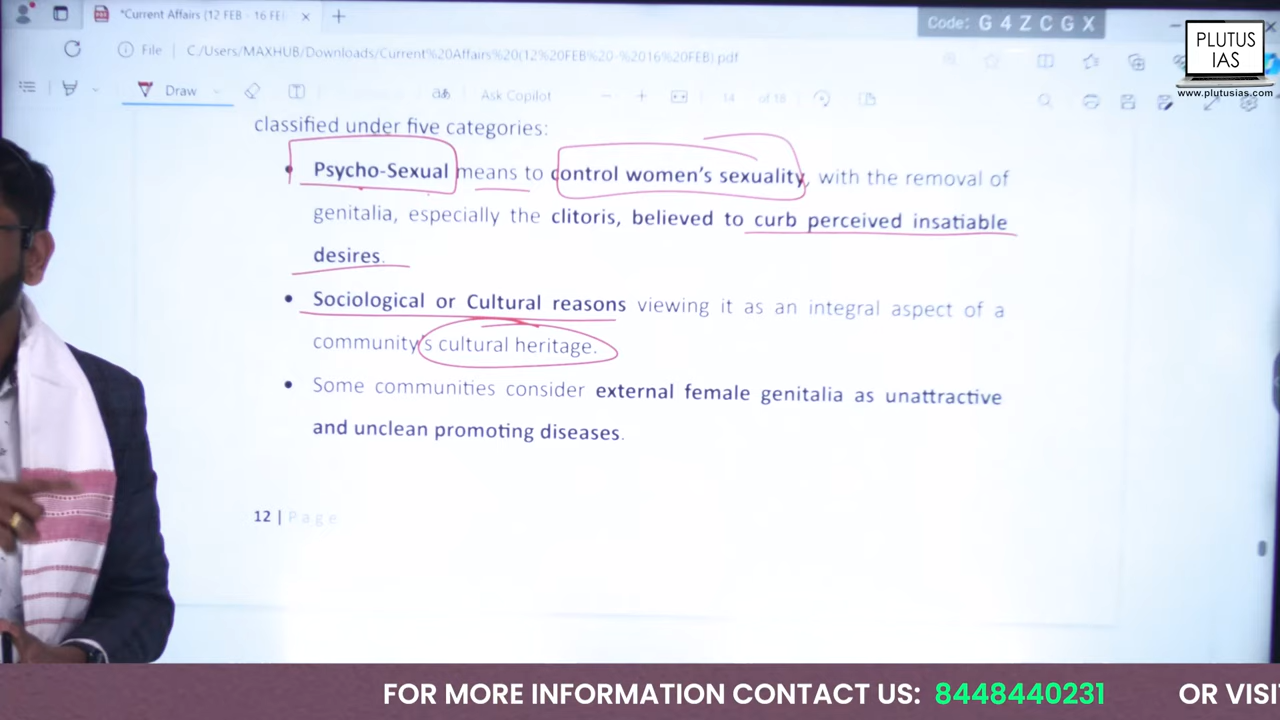 *Current Affairs (12 FEB - 16 FE
Code: G 4 Z C G X
File | C:/Users/MAXHUB/Downloads/Current%20Affairs%20(12%20FEB%20-%2016%20FEB).pdf
PLUTUS
IAS
www.plutusias.com
Draw
Ask Copilot
14 of 16
classified under five categories:
• Psycho-Sexual means to control women's sexuality, with the removal of
genitalia, especially the clitoris, believed to curb perceived insatiable
desires.
• Sociological or Cultural reasons viewing it as an integral aspect of a
community's cultural heritage.
• Some communities consider external female genitalia as unattractive
and unclean promoting diseases.
12 | Page
FOR MORE INFORMATION CONTACT US: 8448440231 OR VISI